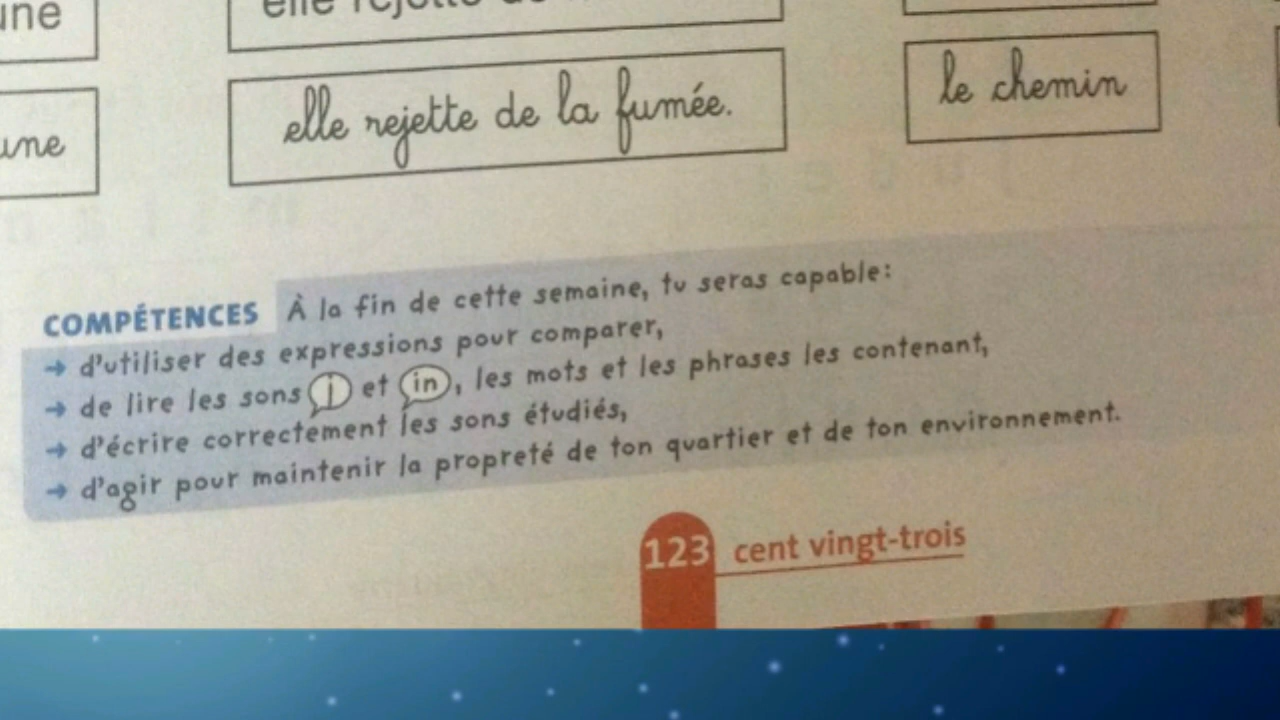 une
elle rejette de
une
elle rejette de la fumée.
le chemin
COMPÉTENCES À la fin de cette semaine, tu seras capable:
→ d'utiliser des expressions pour comparer,
→ de lire les sons j et in, les mots et les phrases les contenant,
→ d'écrire correctement les sons étudiés,
→ d'agir pour maintenir la propreté de ton quartier et de ton environnement.
123 cent vingt-trois